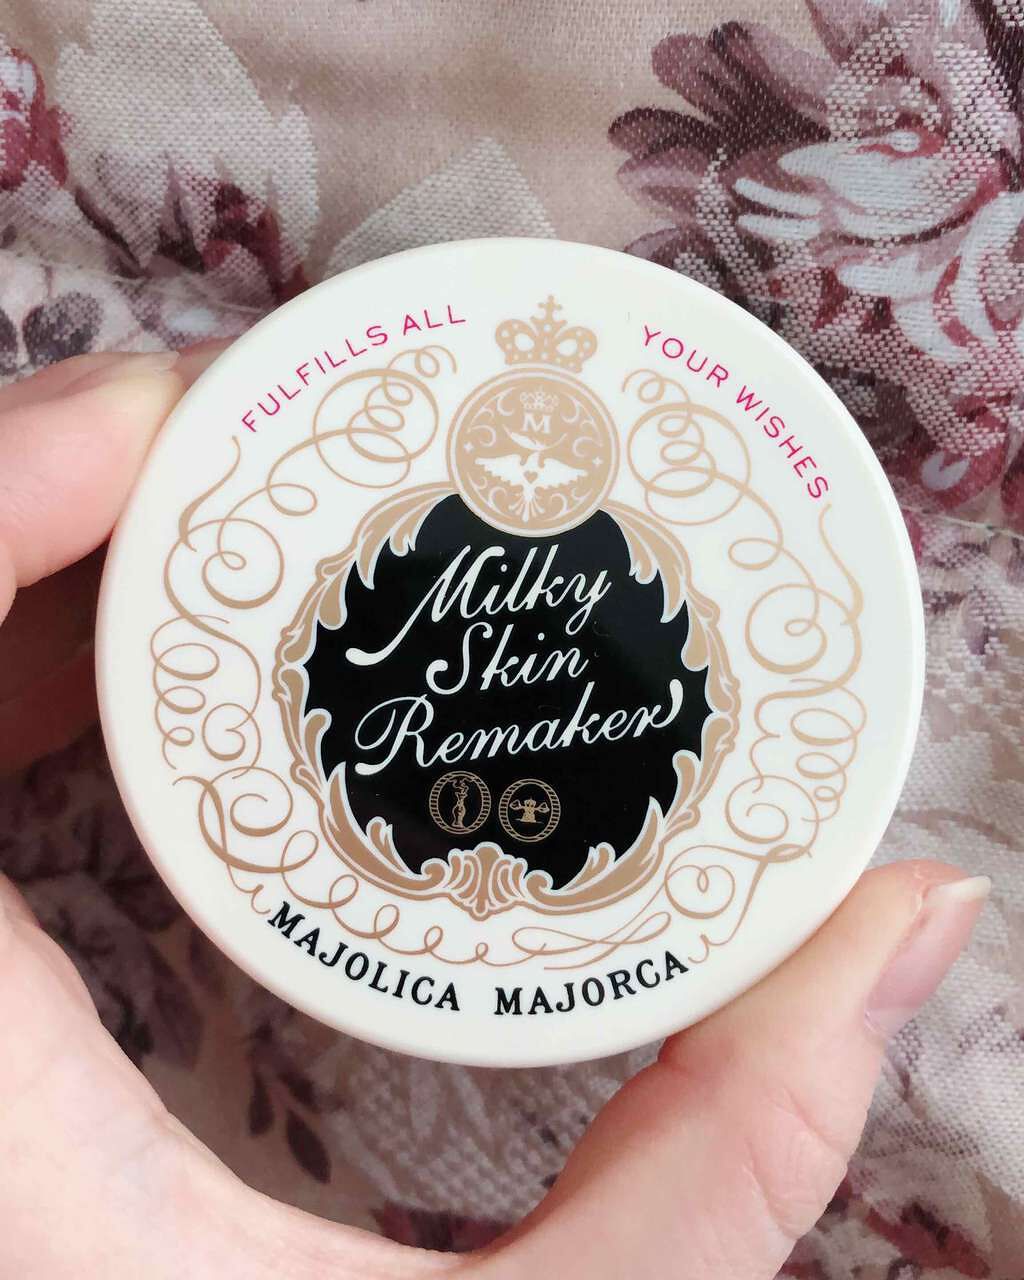 FULFILLS ALL YOUR WISHES
M
Milky
Skin
Remaker
MAJOLICA MAJORCA